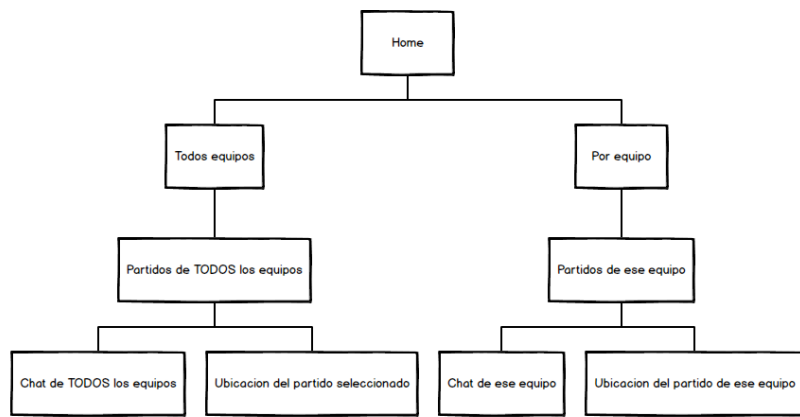 Home
Todos equipos
Por equipo
Partidos de TODOS los equipos
Partidos de ese equipo
Chat de TODOS los equipos
Ubicacion del partido seleccionado
Chat de ese equipo
Ubicacion del partido de ese equipo